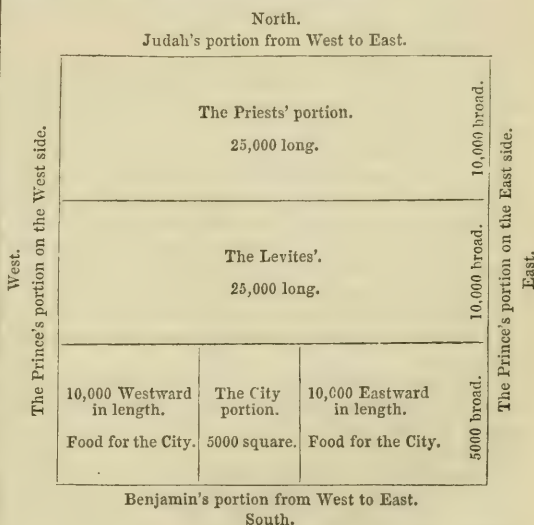 North.
Judah's portion from West to East.
West.
The Prince's portion on the West side.
The Priests' portion.
25,000 long.
10,000 broad.
The Levites'.
25,000 long.
10,000 broad.
10,000 Westward
in length.
Food for the City.
The City
portion.
5000 square.
10,000 Eastward
in length.
Food for the City.
5000 broad.
The Prince's portion on the East side.
East.
Benjamin's portion from West to East.
South.